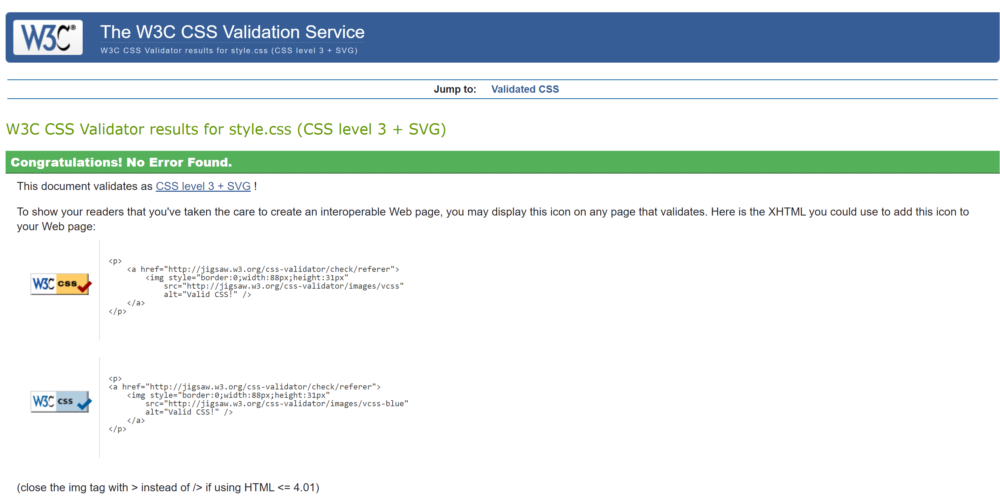 W3C®
The W3C CSS Validation Service
W3C CSS Validator results for style.css (CSS level 3 + SVG)
Jump to: Validated CSS
W3C CSS Validator results for style.css (CSS level 3 + SVG)
Congratulations! No Error Found.
This document validates as CSS level 3 + SVG !
To show your readers that you've taken the care to create an interoperable Web page, you may display this icon on any page that validates. Here is the XHTML you could use to add this icon to
your Web page:
W3C css
<p>
    <a href="http://jigsaw.w3.org/css-validator/check/referer">
        <img style="border:0;width:88px;height:31px"
            src="http://jigsaw.w3.org/css-validator/images/vcss"
            alt="Valid CSS!" />
    </a>
</p>
W3C css
<p>
<a href="http://jigsaw.w3.org/css-validator/check/referer">
    <img style="border:0;width:88px;height:31px"
        src="http://jigsaw.w3.org/css-validator/images/vcss-blue"
        alt="Valid CSS!" />
    </a>
</p>
(close the img tag with > instead of /> if using HTML <= 4.01)